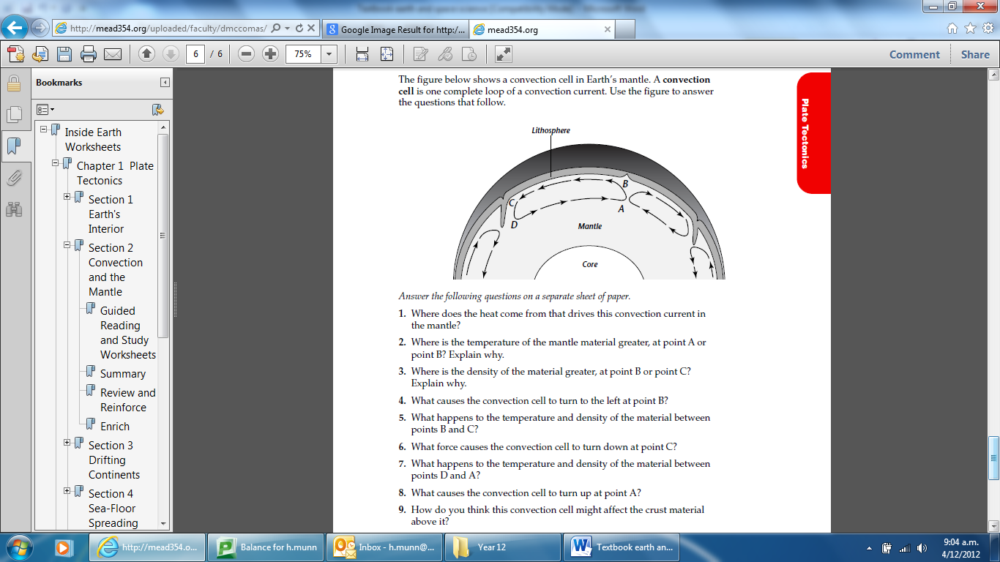 Textbook earth and space science [Compatibility Mode] - Microsoft Word
http://mead354.org/uploaded/faculty/dmccomas/
Google Image Result for http:/...
mead354.org
6 / 6
75%
Comment
Share
Bookmarks
Inside Earth
Worksheets
Chapter 1 Plate
Tectonics
Section 1
Earth's
Interior
Section 2
Convection
and the
Mantle
Guided
Reading
and Study
Worksheets
Summary
Review and
Reinforce
Enrich
Section 3
Drifting
Continents
Section 4
Sea-Floor
Spreading
The figure below shows a convection cell in Earth's mantle. A convection
cell is one complete loop of a convection current. Use the figure to answer
the questions that follow.
Plate Tectonics
Lithosphere
B
C
A
D
Mantle
Core
Answer the following questions on a separate sheet of paper.
1. Where does the heat come from that drives this convection current in
the mantle?
2. Where is the temperature of the mantle material greater, at point A or
point B? Explain why.
3. Where is the density of the material greater, at point B or point C?
Explain why.
4. What causes the convection cell to turn to the left at point B?
5. What happens to the temperature and density of the material between
points B and C?
6. What force causes the convection cell to turn down at point C?
7. What happens to the temperature and density of the material between
points D and A?
8. What causes the convection cell to turn up at point A?
9. How do you think this convection cell might affect the crust material
above it?
http://mead354.o...
Balance for h.munn
Inbox - h.munn@...
Year 12
Textbook earth an...
9:04 a.m.
4/12/2012